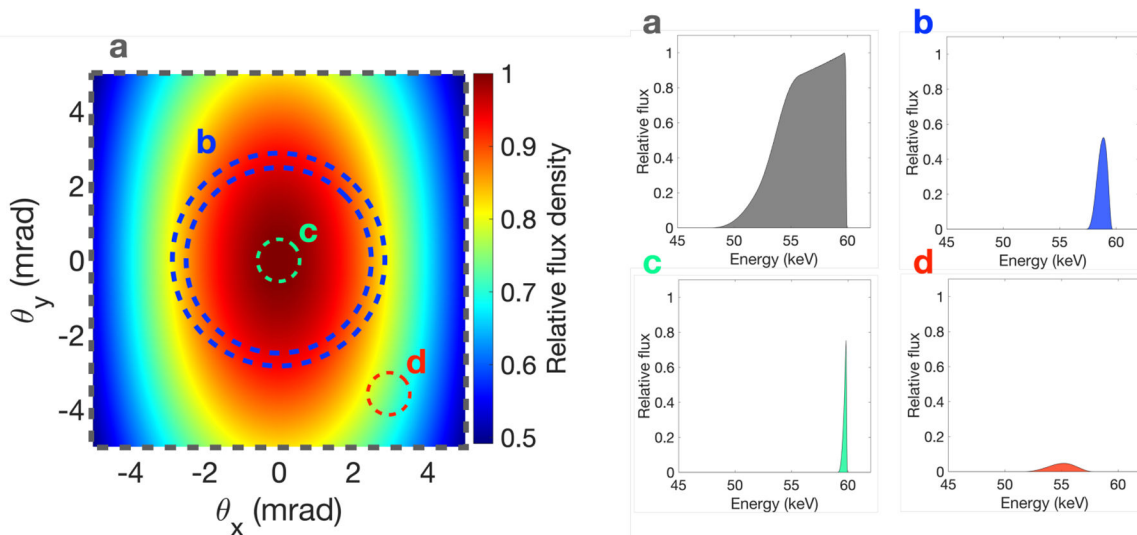 a
b
c
d
4
2
0
-2
-4
θy (mrad)
-4 -2 0 2 4
θx (mrad)
1
0.9
0.8
0.7
0.6
0.5
Relative flux density
a
1
0.8
0.6
0.4
0.2
0
Relative flux
45 50 55 60
Energy (keV)
b
1
0.8
0.6
0.4
0.2
0
Relative flux
45 50 55 60
Energy (keV)
c
1
0.8
0.6
0.4
0.2
0
Relative flux
45 50 55 60
Energy (keV)
d
1
0.8
0.6
0.4
0.2
0
Relative flux
45 50 55 60
Energy (keV)